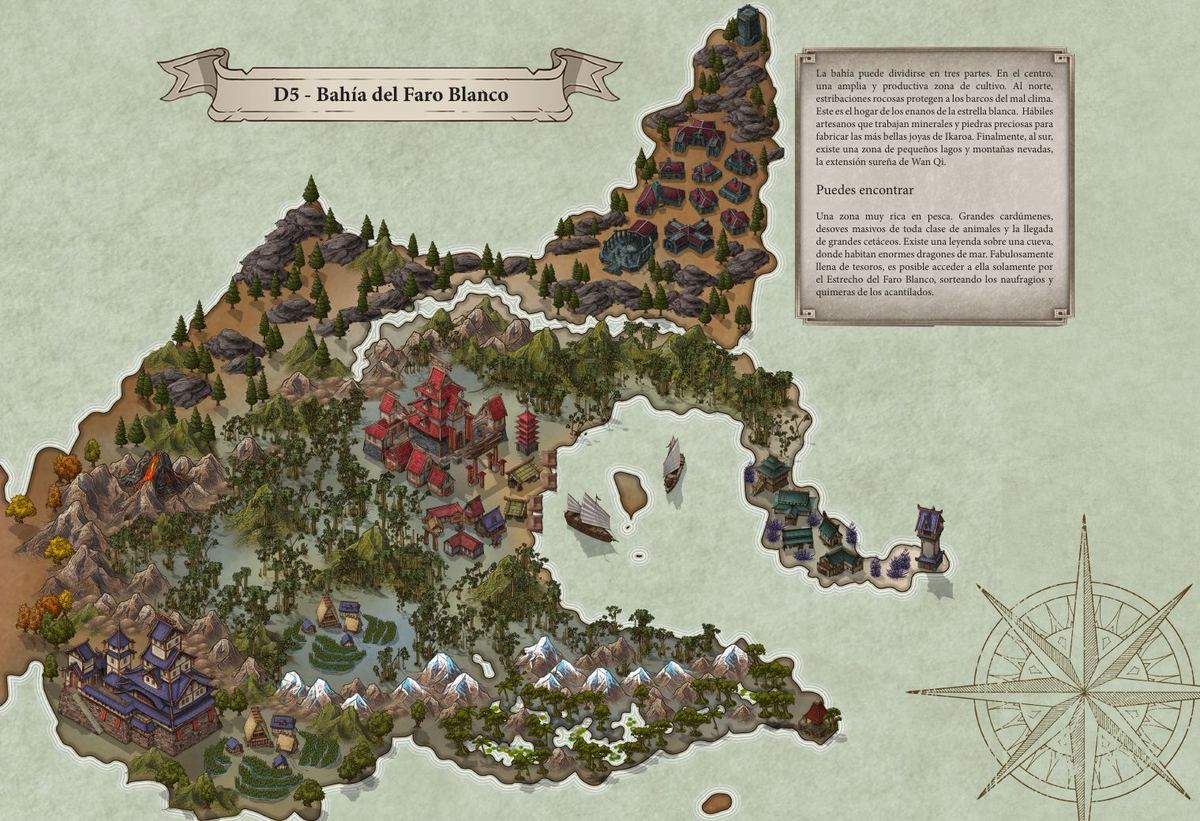 D5 - Bahía del Faro Blanco
La bahía puede dividirse en tres partes. En el centro,
una amplia y productiva zona de cultivo. Al norte,
estribaciones rocosas protegen a los barcos del mal clima.
Este es el hogar de los enanos de la estrella blanca. Hábiles
artesanos que trabajan minerales y piedras preciosas para
fabricar las más bellas joyas de Ikaroa. Finalmente, al sur,
existe una zona de pequeños lagos y montañas nevadas,
la extensión sureña de Wan Qi.
Puedes encontrar
Una zona muy rica en pesca. Grandes cardúmenes,
desoves masivos de toda clase de animales y la llegada
de grandes cetáceos. Existe una leyenda sobre una cueva,
donde habitan enormes dragones de mar. Fabulosamente
llena de tesoros, es posible acceder a ella solamente por
el Estrecho del Faro Blanco, sorteando los naufragios y
quimeras de los acantilados.